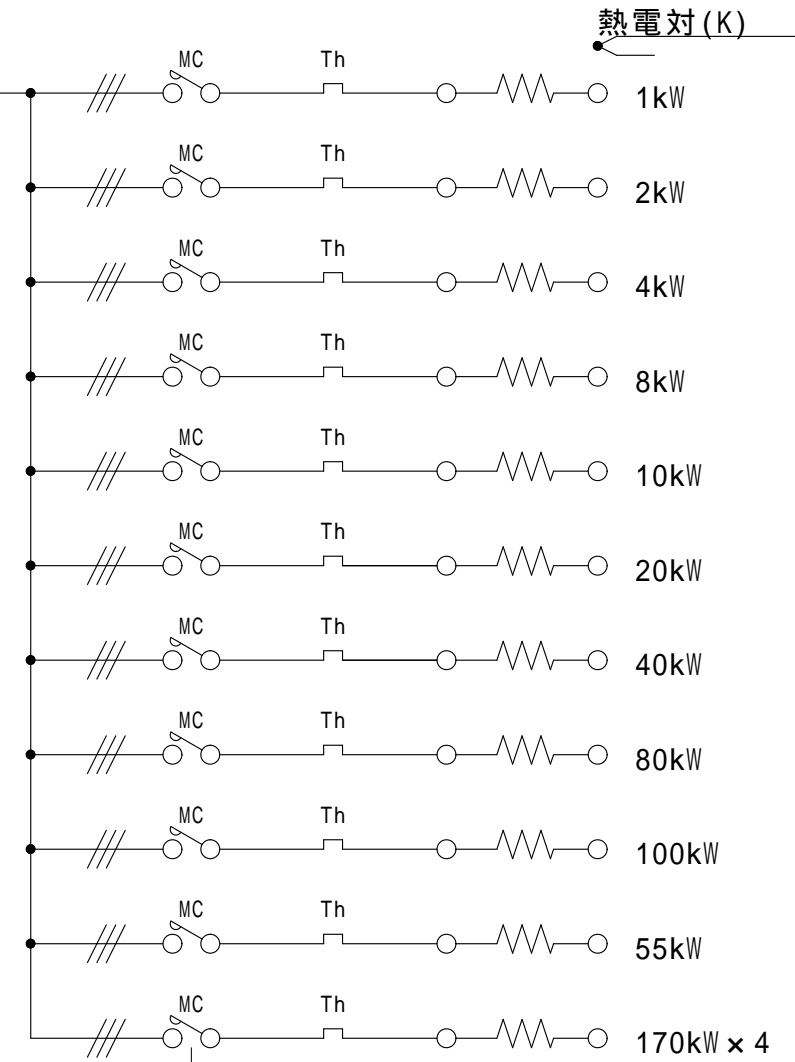 熱電対(K)
MC Th
1kW
MC Th
2kW
MC Th
4kW
MC Th
8kW
MC Th
10kW
MC Th
20kW
MC Th
40kW
MC Th
80kW
MC Th
100kW
MC Th
55kW
MC Th
170kW × 4